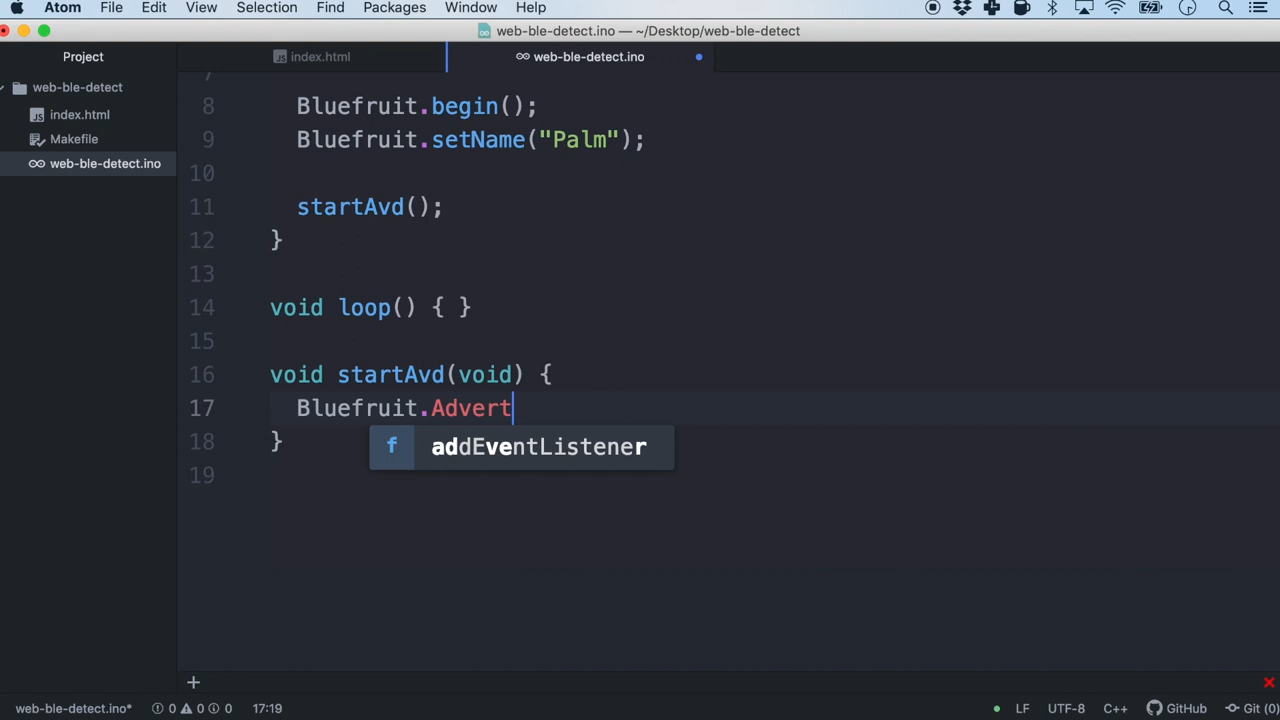 Atom File Edit View Selection Find Packages Window Help
web-ble-detect.ino — ~/Desktop/web-ble-detect
Project
index.html
web-ble-detect.ino
web-ble-detect
index.html
Makefile
web-ble-detect.ino
7
8 Bluefruit.begin();
9 Bluefruit.setName("Palm");
10
11 startAvd();
12 }
13
14 void loop() { }
15
16 void startAvd(void) {
17 Bluefruit.Advert
18 }
f addEventListener
19
+
web-ble-detect.ino* 0 0 0 17:19 LF UTF-8 C++ GitHub Git (0)